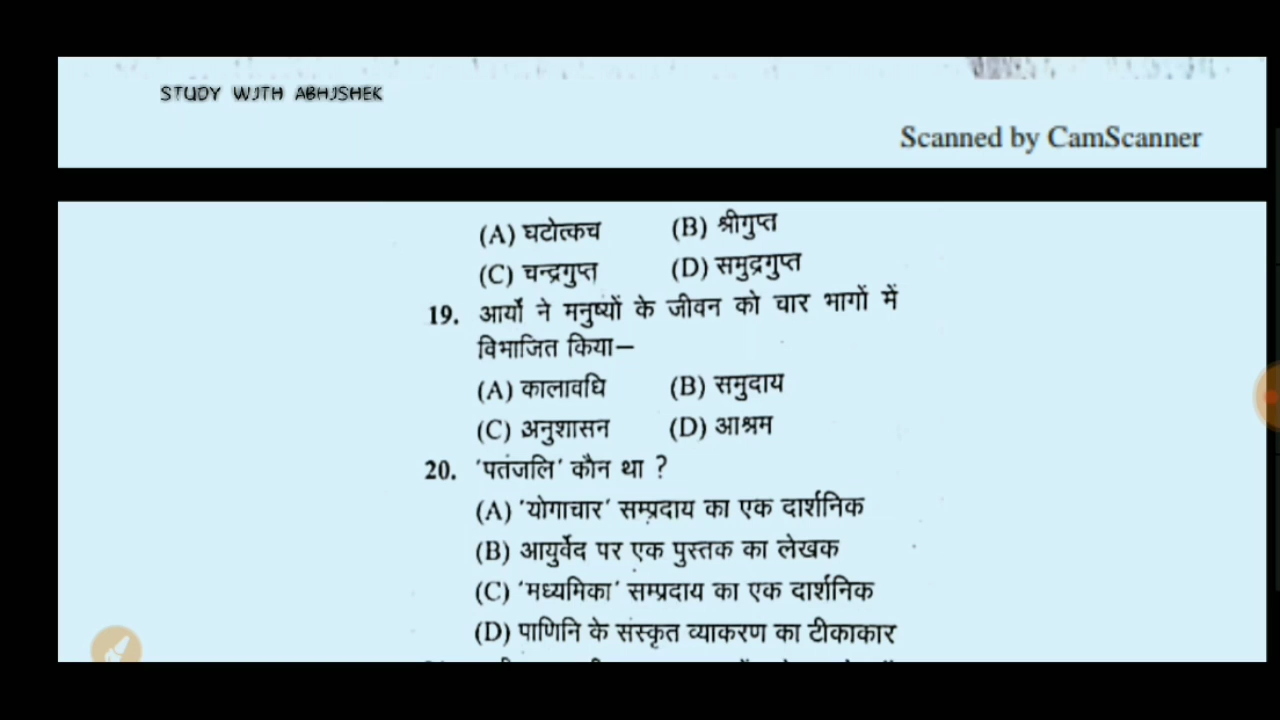 STUDY WJTH ABHJSHEK
Scanned by CamScanner
(A) घटोत्कच (B) श्रीगुप्त
(C) चन्द्रगुप्त (D) समुद्रगुप्त
19. आर्यों ने मनुष्यों के जीवन को चार भागों में
विभाजित किया–
(A) कालावधि (B) समुदाय
(C) अनुशासन (D) आश्रम
20. 'पतंजलि' कौन था ?
(A) 'योगाचार' सम्प्रदाय का एक दार्शनिक
(B) आयुर्वेद पर एक पुस्तक का लेखक
(C) 'मध्यमिका' सम्प्रदाय का एक दार्शनिक
(D) पाणिनि के संस्कृत व्याकरण का टीकाकार